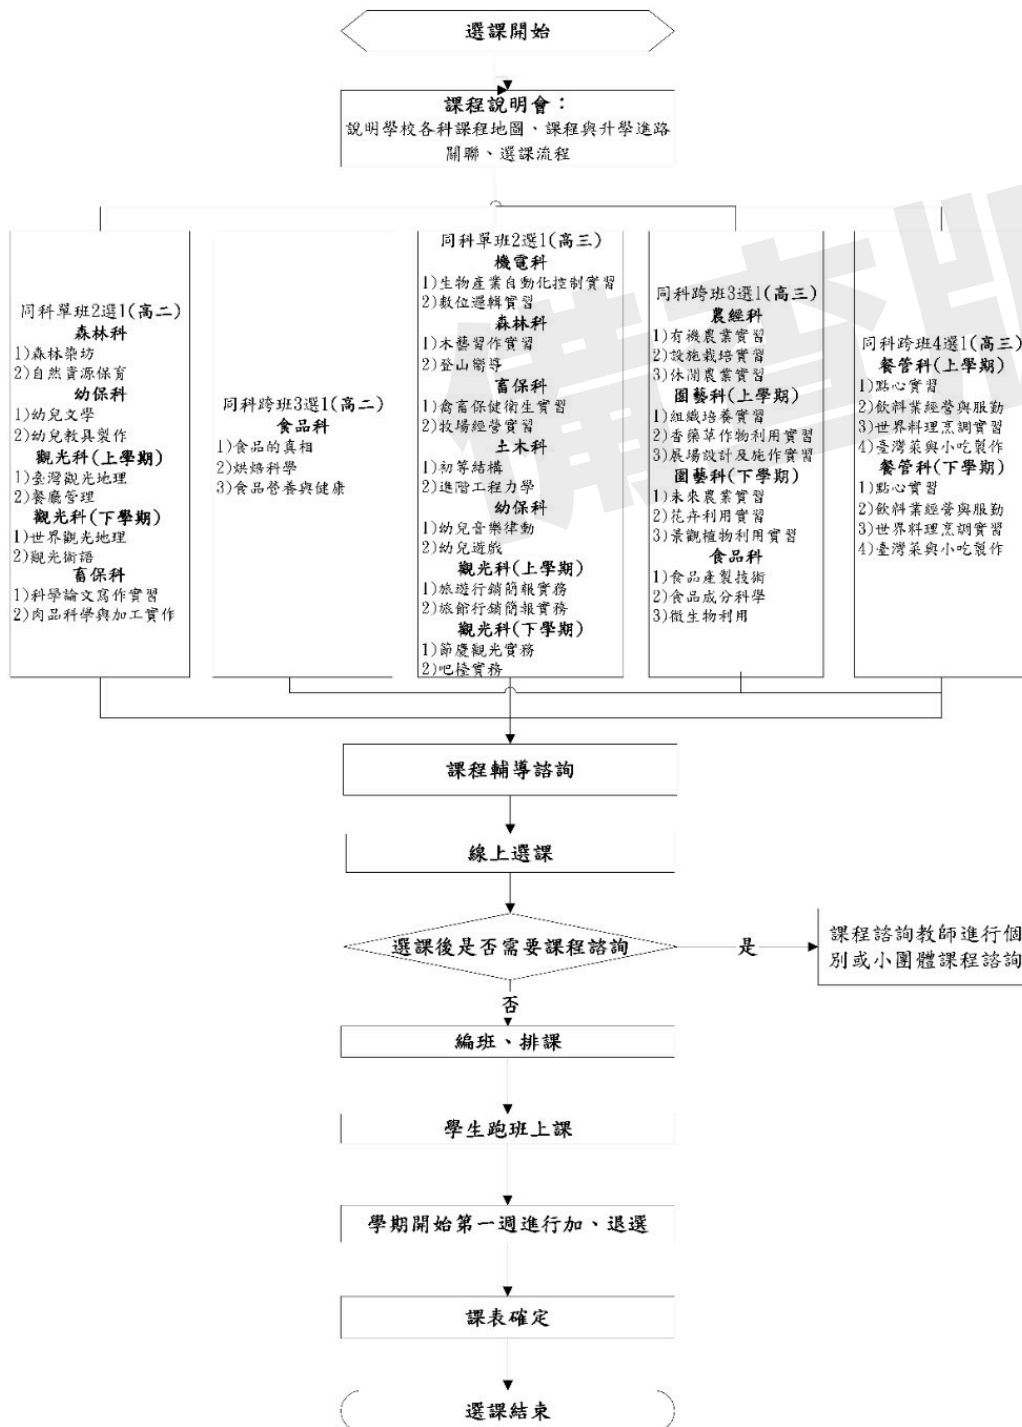 選課開始
課程說明會：
說明學校各科課程地圖、課程與升學進路
關聯、選課流程
同科單班2選1(高二)
森林科
1)森林染坊
2)自然資源保育
幼保科
1)幼兒文學
2)幼兒教具製作
觀光科(上學期)
1)臺灣觀光地理
2)餐廳管理
觀光科(下學期)
1)世界觀光地理
2)觀光術語
畜保科
1)科學論文寫作實習
2)肉品科學與加工實作
同科跨班3選1(高二)
食品科
1)食品的真相
2)烘焙科學
3)食品營養與健康
同科單班2選1(高三)
機電科
1)生物產業自動化控制實習
2)數位邏輯實習
森林科
1)木藝習作實習
2)登山嚮導
畜保科
1)禽畜保健衛生實習
2)牧場經營實習
土木科
1)初等結構
2)進階工程力學
幼保科
1)幼兒音樂律動
2)幼兒遊戲
觀光科(上學期)
1)旅遊行銷簡報實務
2)旅館行銷簡報實務
觀光科(下學期)
1)節慶觀光實務
2)吧檯實務
同科跨班3選1(高三)
農經科
1)有機農業實習
2)設施栽培實習
3)休閒農業實習
園藝科(上學期)
1)組織培養實習
2)香藥草作物利用實習
3)展場設計及施作實習
園藝科(下學期)
1)未來農業實習
2)花卉利用實習
3)景觀植物利用實習
食品科
1)食品產製技術
2)食品成分科學
3)微生物利用
同科跨班4選1(高三)
餐管科(上學期)
1)點心實習
2)飲料業經營與服勤
3)世界料理烹調實習
4)臺灣菜與小吃製作
餐管科(下學期)
1)點心實習
2)飲料業經營與服勤
3)世界料理烹調實習
4)臺灣菜與小吃製作
課程輔導諮詢
線上選課
選課後是否需要課程諮詢
是
課程諮詢教師進行個
別或小團體課程諮詢
否
編班、排課
學生跑班上課
學期開始第一週進行加、退選
課表確定
選課結束
備查版